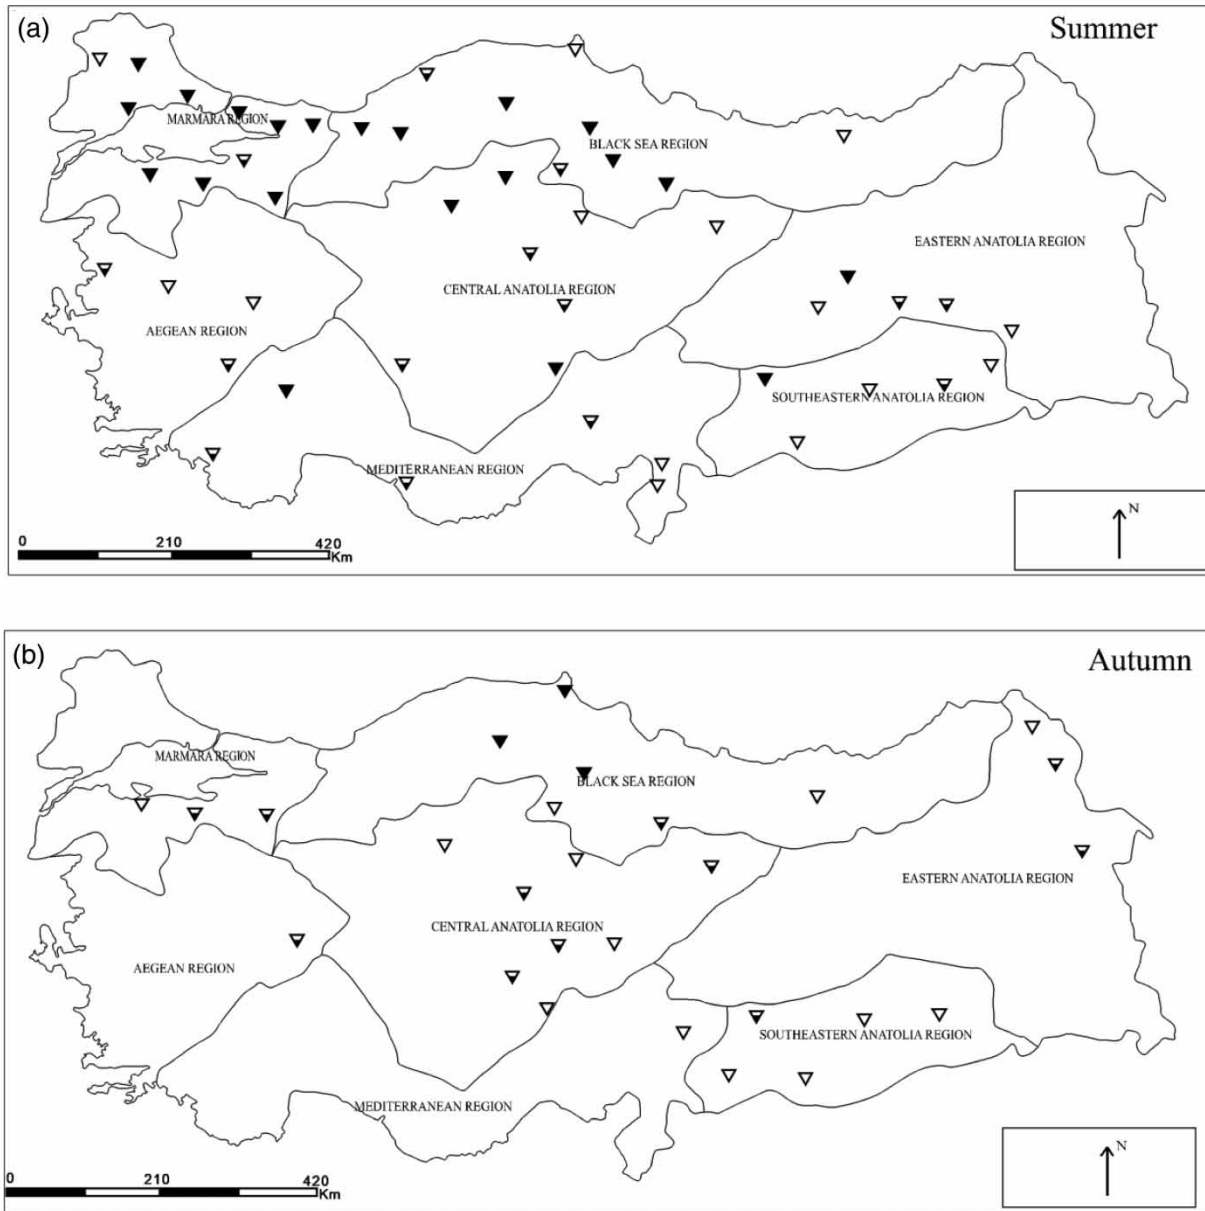 (a)
Summer
MARMARA REGION
BLACK SEA REGION
EASTERN ANATOLIA REGION
CENTRAL ANATOLIA REGION
AEGEAN REGION
SOUTHEASTERN ANATOLIA REGION
MEDITERRANEAN REGION
N
0 210 420
Km
(b)
Autumn
MARMARA REGION
BLACK SEA REGION
EASTERN ANATOLIA REGION
CENTRAL ANATOLIA REGION
AEGEAN REGION
SOUTHEASTERN ANATOLIA REGION
MEDITERRANEAN REGION
N
0 210 420
Km